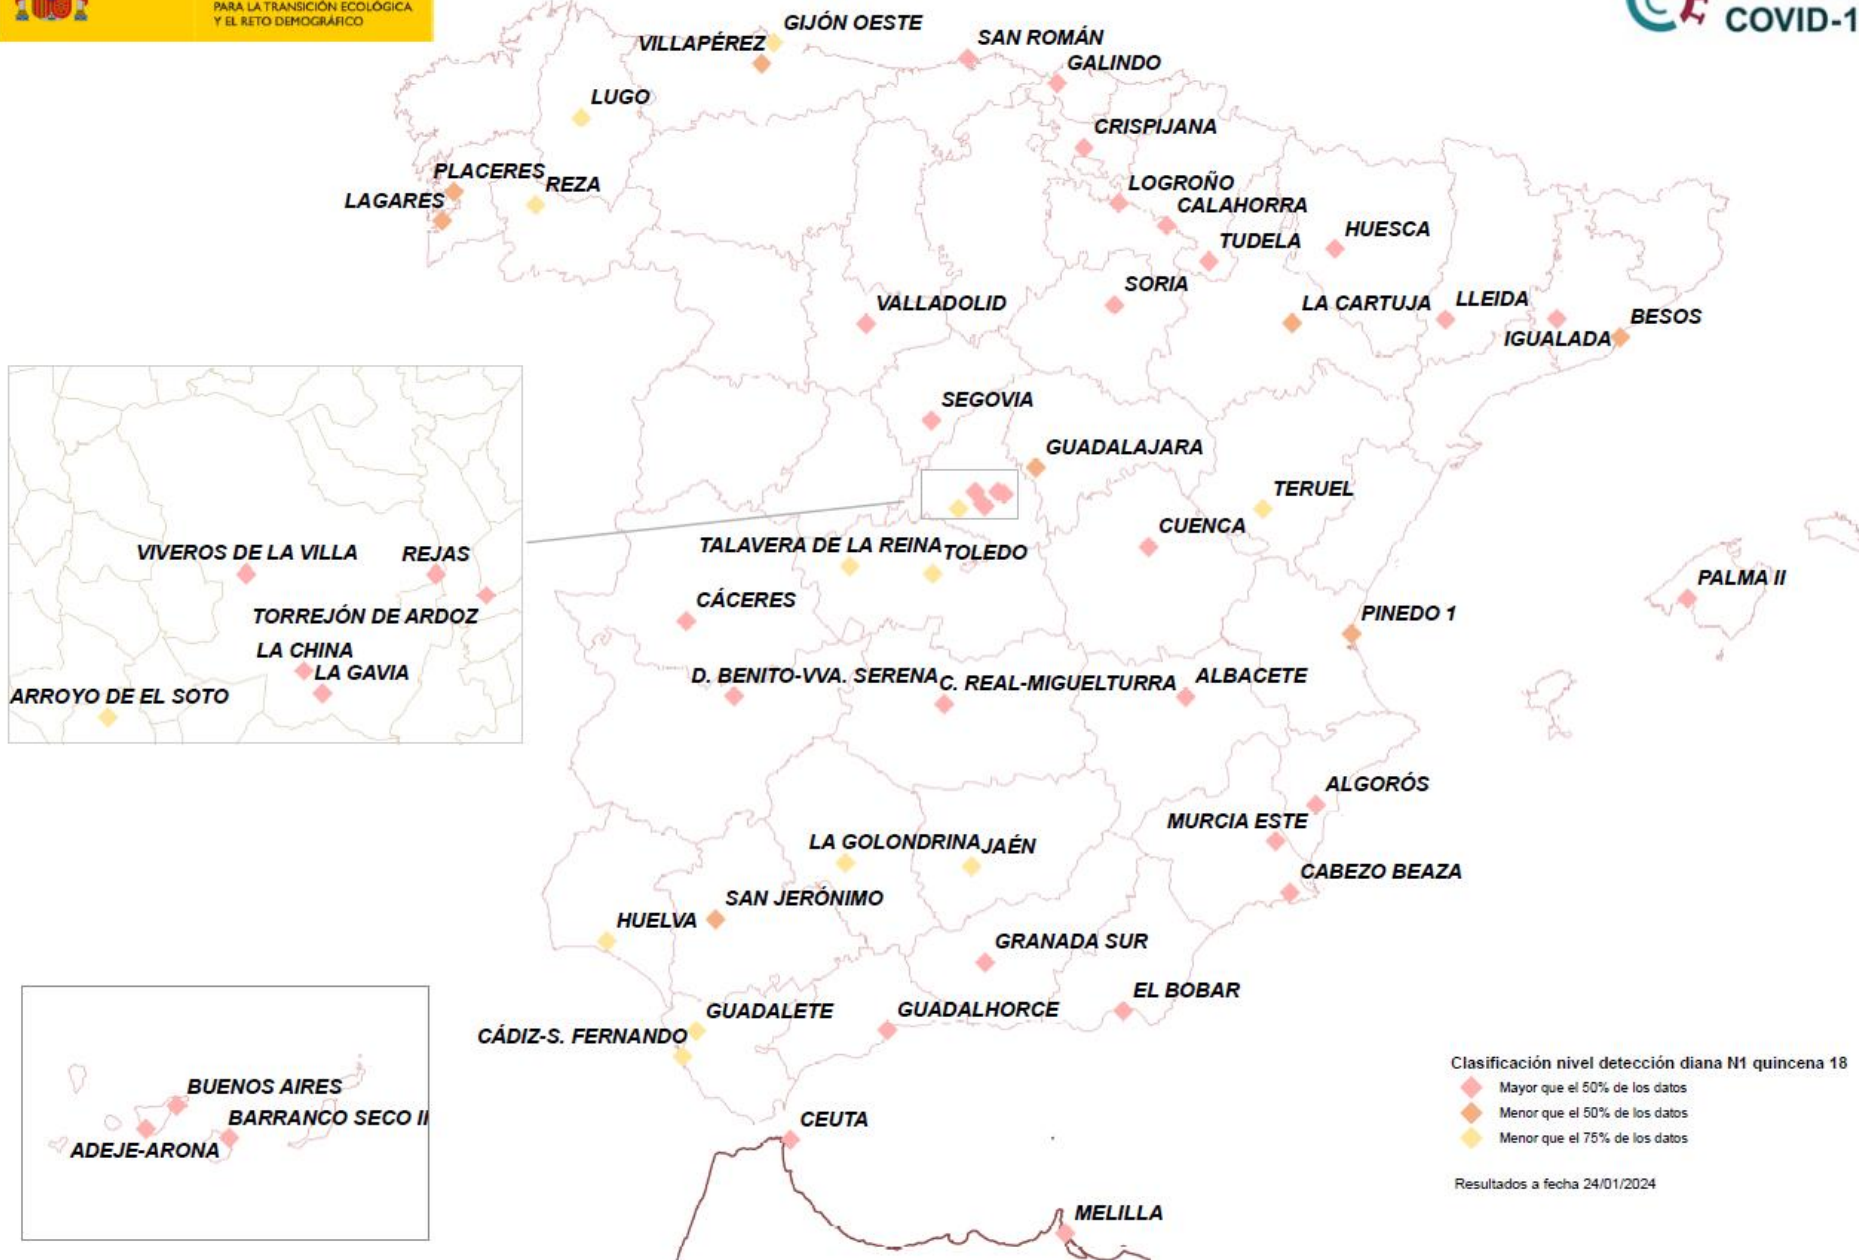 PARA LA TRANSICIÓN ECOLÓGICA
Y EL RETO DEMOGRÁFICO
COVID-1
GIJÓN OESTE
VILLAPÉREZ
SAN ROMÁN
GALINDO
LUGO
CRISPIJANA
PLACERES
REZA
LAGARES
LOGROÑO
CALAHORRA
TUDELA
HUESCA
SORIA
VALLADOLID
LA CARTUJA
LLEIDA
IGUALADA
BESOS
SEGOVIA
GUADALAJARA
TERUEL
CUENCA
TALAVERA DE LA REINA
TOLEDO
VIVEROS DE LA VILLA
REJAS
TORREJÓN DE ARDOZ
LA CHINA
LA GAVIA
ARROYO DE EL SOTO
PALMA II
CÁCERES
PINEDO 1
D. BENITO-VVA. SERENA
C. REAL-MIGUELTURRA
ALBACETE
ALGORÓS
MURCIA ESTE
LA GOLONDRINA
JAÉN
CABEZO BEAZA
SAN JERÓNIMO
HUELVA
GRANADA SUR
EL BOBAR
GUADALETE
GUADALHORCE
CÁDIZ-S. FERNANDO
BUENOS AIRES
BARRANCO SECO II
ADEJE-ARONA
CEUTA
MELILLA
Clasificación nivel detección diana N1 quincena 18
Mayor que el 50% de los datos
Menor que el 50% de los datos
Menor que el 75% de los datos
Resultados a fecha 24/01/2024